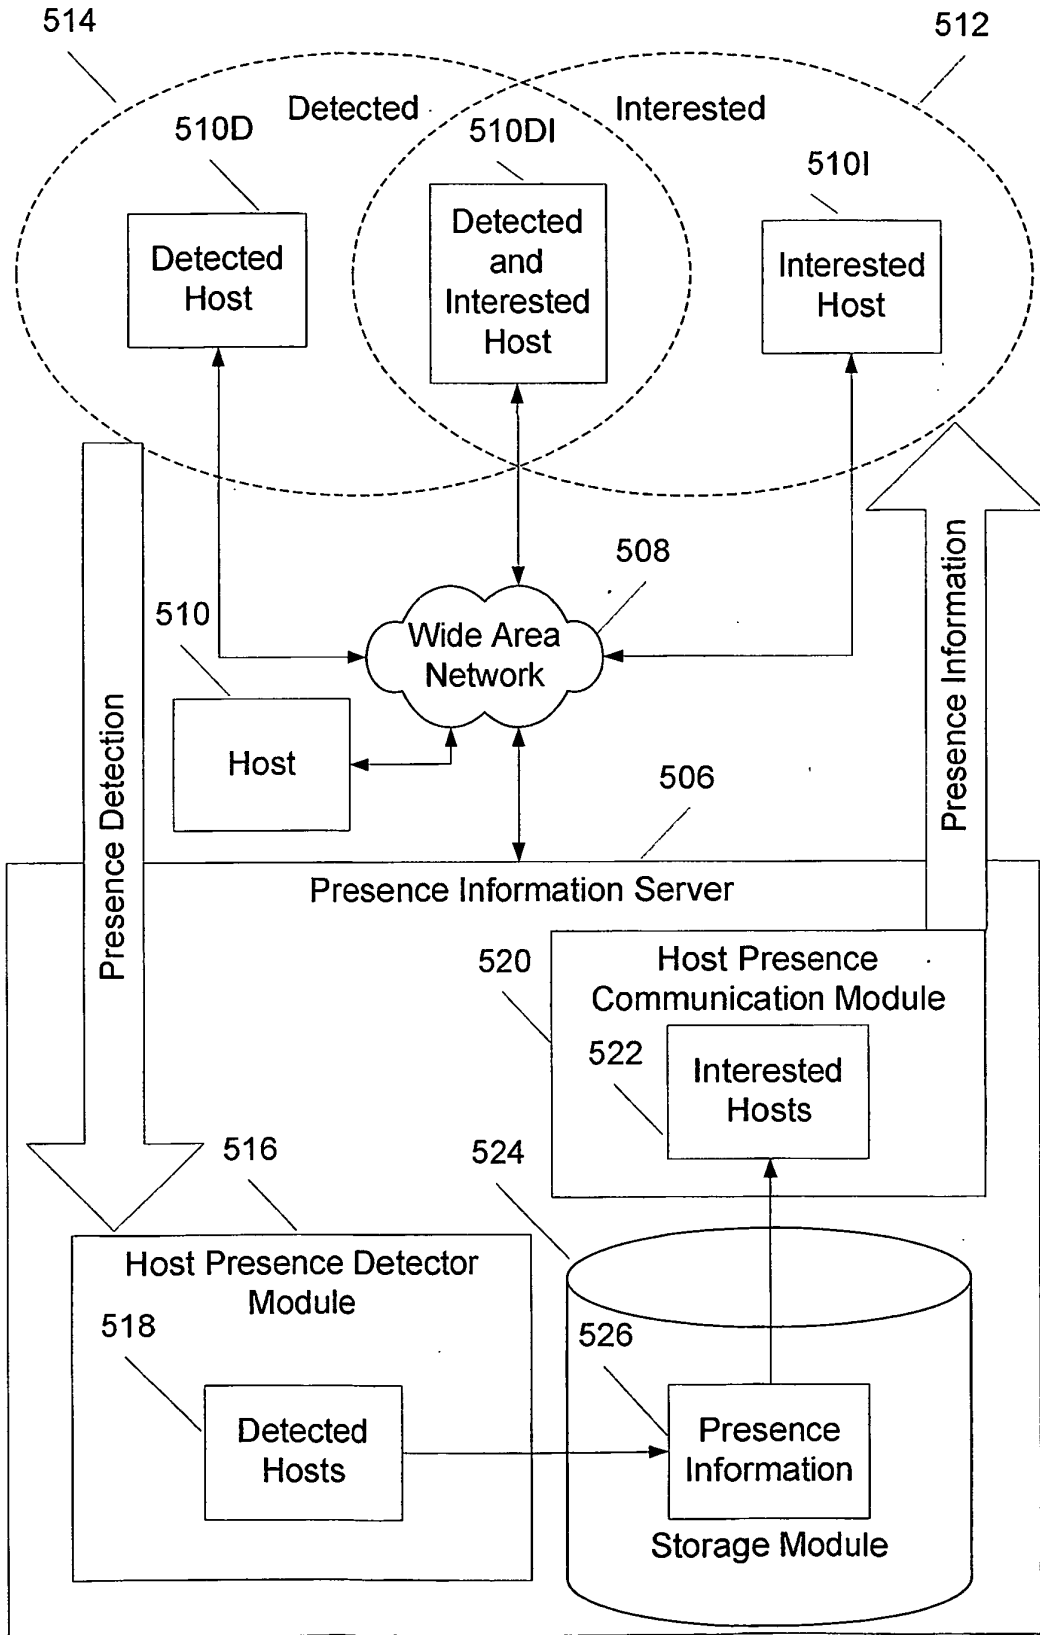 514
512
Detected
Interested
510D
510DI
510I
Detected
Host
Detected
and
Interested
Host
Interested
Host
508
510
Wide Area
Network
Host
Presence Detection
Presence Information
506
Presence Information Server
520
Host Presence
Communication Module
522
Interested
Hosts
516
524
Host Presence Detector
Module
518
526
Detected
Hosts
Presence
Information
Storage Module